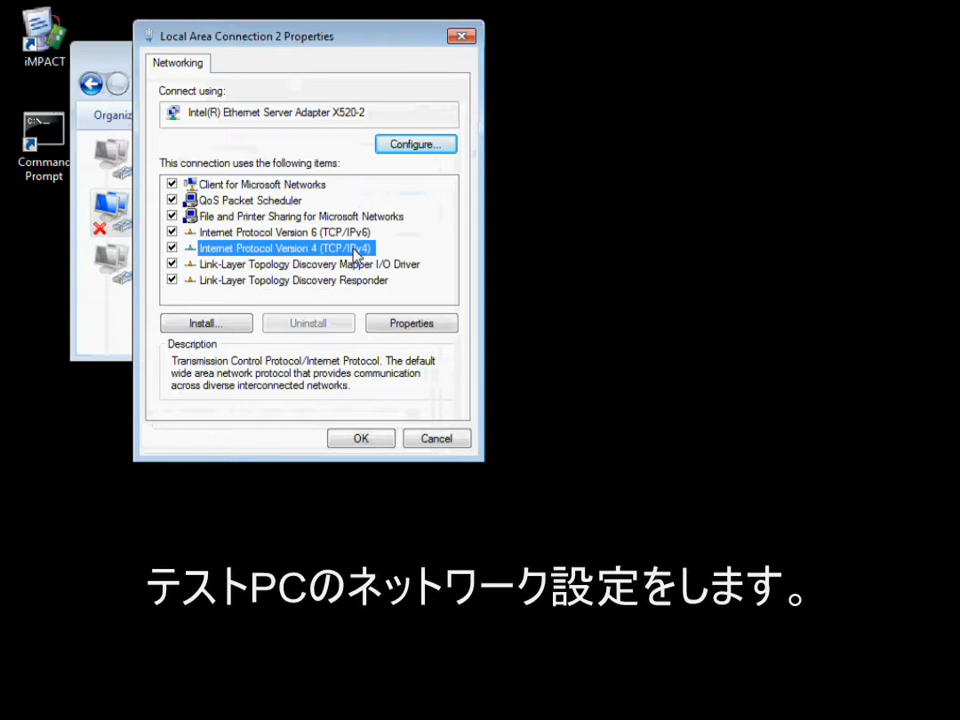 iMPACT
Command
Prompt
Organiz
Local Area Connection 2 Properties
Networking
Connect using:
Intel(R) Ethernet Server Adapter X520-2
Configure...
This connection uses the following items:
Client for Microsoft Networks
QoS Packet Scheduler
File and Printer Sharing for Microsoft Networks
Internet Protocol Version 6 (TCP/IPv6)
Internet Protocol Version 4 (TCP/IPv4)
Link-Layer Topology Discovery Mapper I/O Driver
Link-Layer Topology Discovery Responder
Install... Uninstall Properties
Description
Transmission Control Protocol/Internet Protocol. The default
wide area network protocol that provides communication
across diverse interconnected networks.
OK Cancel
テストPCのネットワーク設定をします。